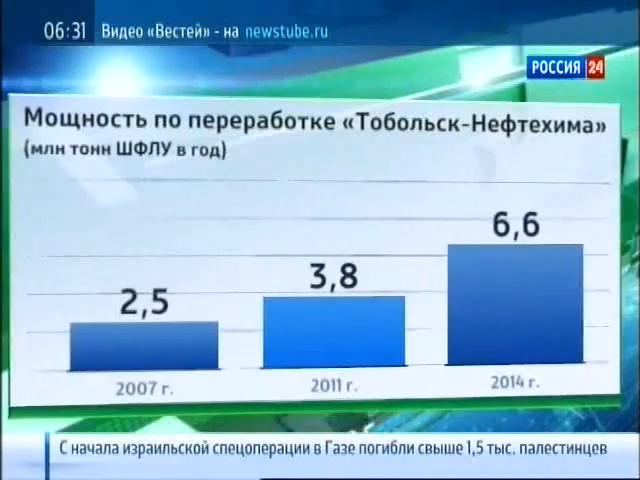 06:31 Видео «Вестей» - на newstube.ru
РОССИЯ 24
Мощность по переработке «Тобольск-Нефтехима»
(млн тонн ШФЛУ в год)
2,5 3,8 6,6
2007 г. 2011 г. 2014 г.
С начала израильской спецоперации в Газе погибли свыше 1,5 тыс. палестинцев